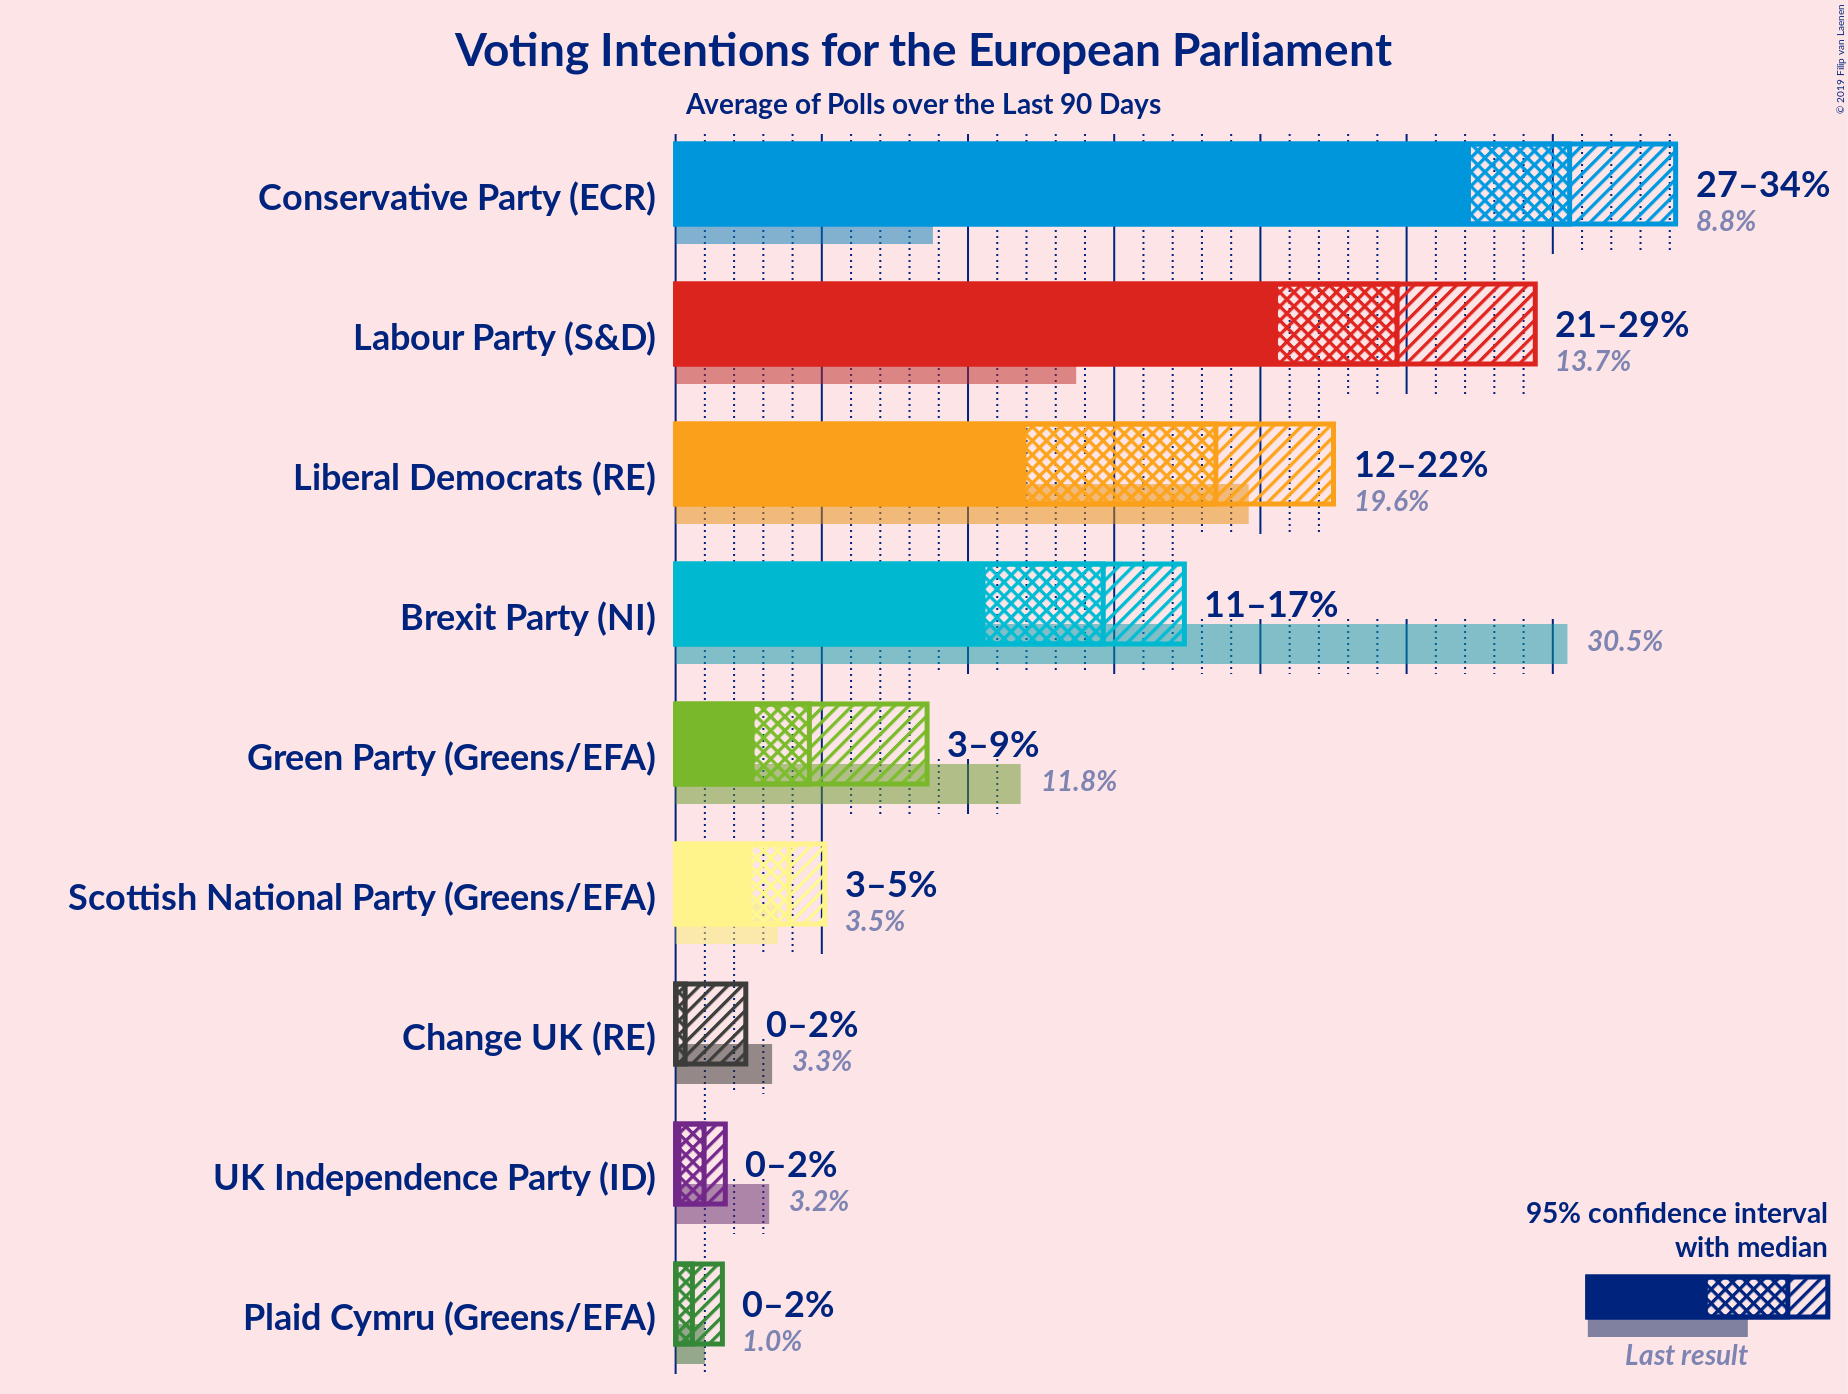 Voting Intentions for the European Parliament
Average of Polls over the Last 90 Days
© 2019 Filip van Laenen
Conservative Party (ECR)
27–34%
8.8%
Labour Party (S&D)
21–29%
13.7%
Liberal Democrats (RE)
12–22%
19.6%
Brexit Party (NI)
11–17%
30.5%
Green Party (Greens/EFA)
3–9%
11.8%
Scottish National Party (Greens/EFA)
3–5%
3.5%
Change UK (RE)
0–2%
3.3%
UK Independence Party (ID)
0–2%
3.2%
Plaid Cymru (Greens/EFA)
0–2%
1.0%
95% confidence interval
with median
Last result